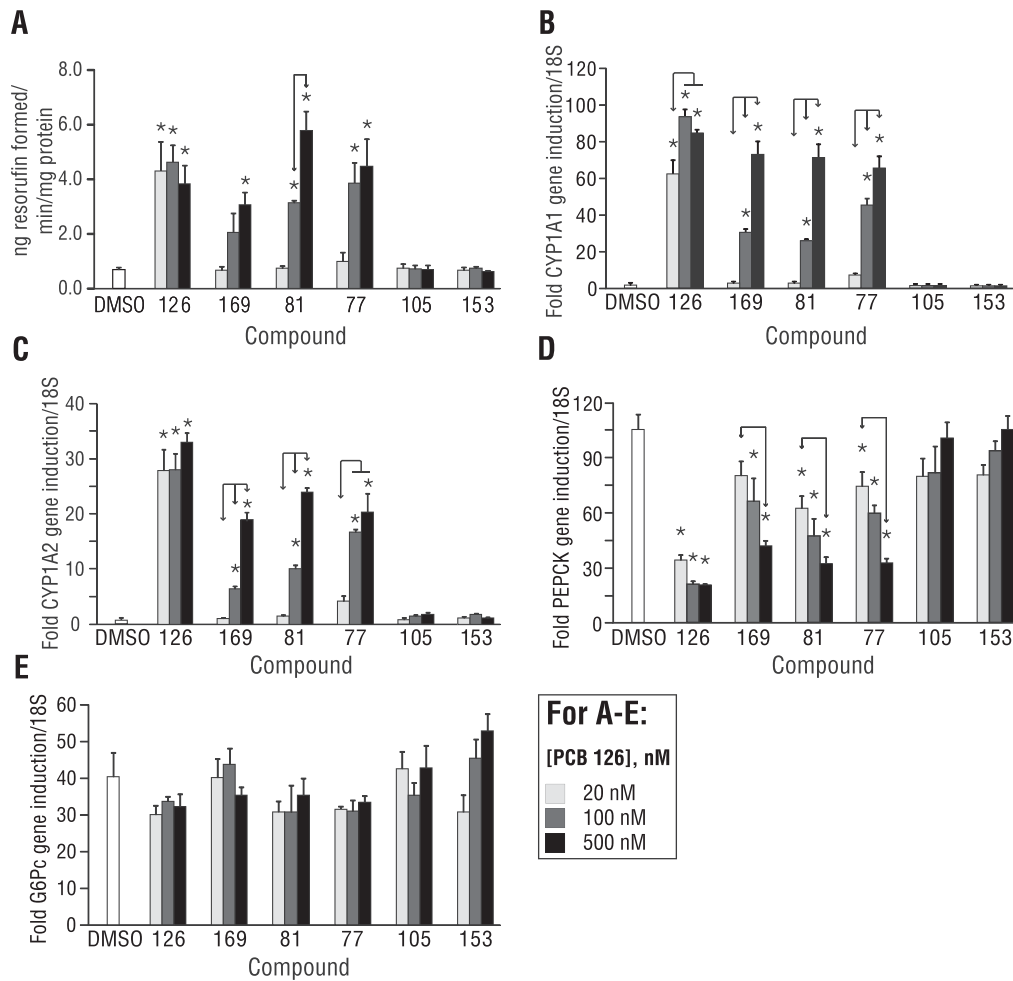 A
ng resorufin formed/
min/mg protein
8.0
6.0
4.0
2.0
0.0
* * * * * * * *
DMSO 126 169 81 77 105 153
Compound
B
Fold CYP1A1 gene induction/18S
120
100
80
60
40
20
0
* * * * * * * * *
DMSO 126 169 81 77 105 153
Compound
C
Fold CYP1A2 gene induction/18S
40
30
20
10
0
* * * * * * * * *
DMSO 126 169 81 77 105 153
Compound
D
Fold PEPCK gene induction/18S
120
90
60
30
0
* * * * * * * * * * *
DMSO 126 169 81 77 105 153
Compound
E
Fold G6Pc gene induction/18S
60
50
40
30
20
10
0
DMSO 126 169 81 77 105 153
Compound
For A-E:
[PCB 126], nM
20 nM
100 nM
500 nM